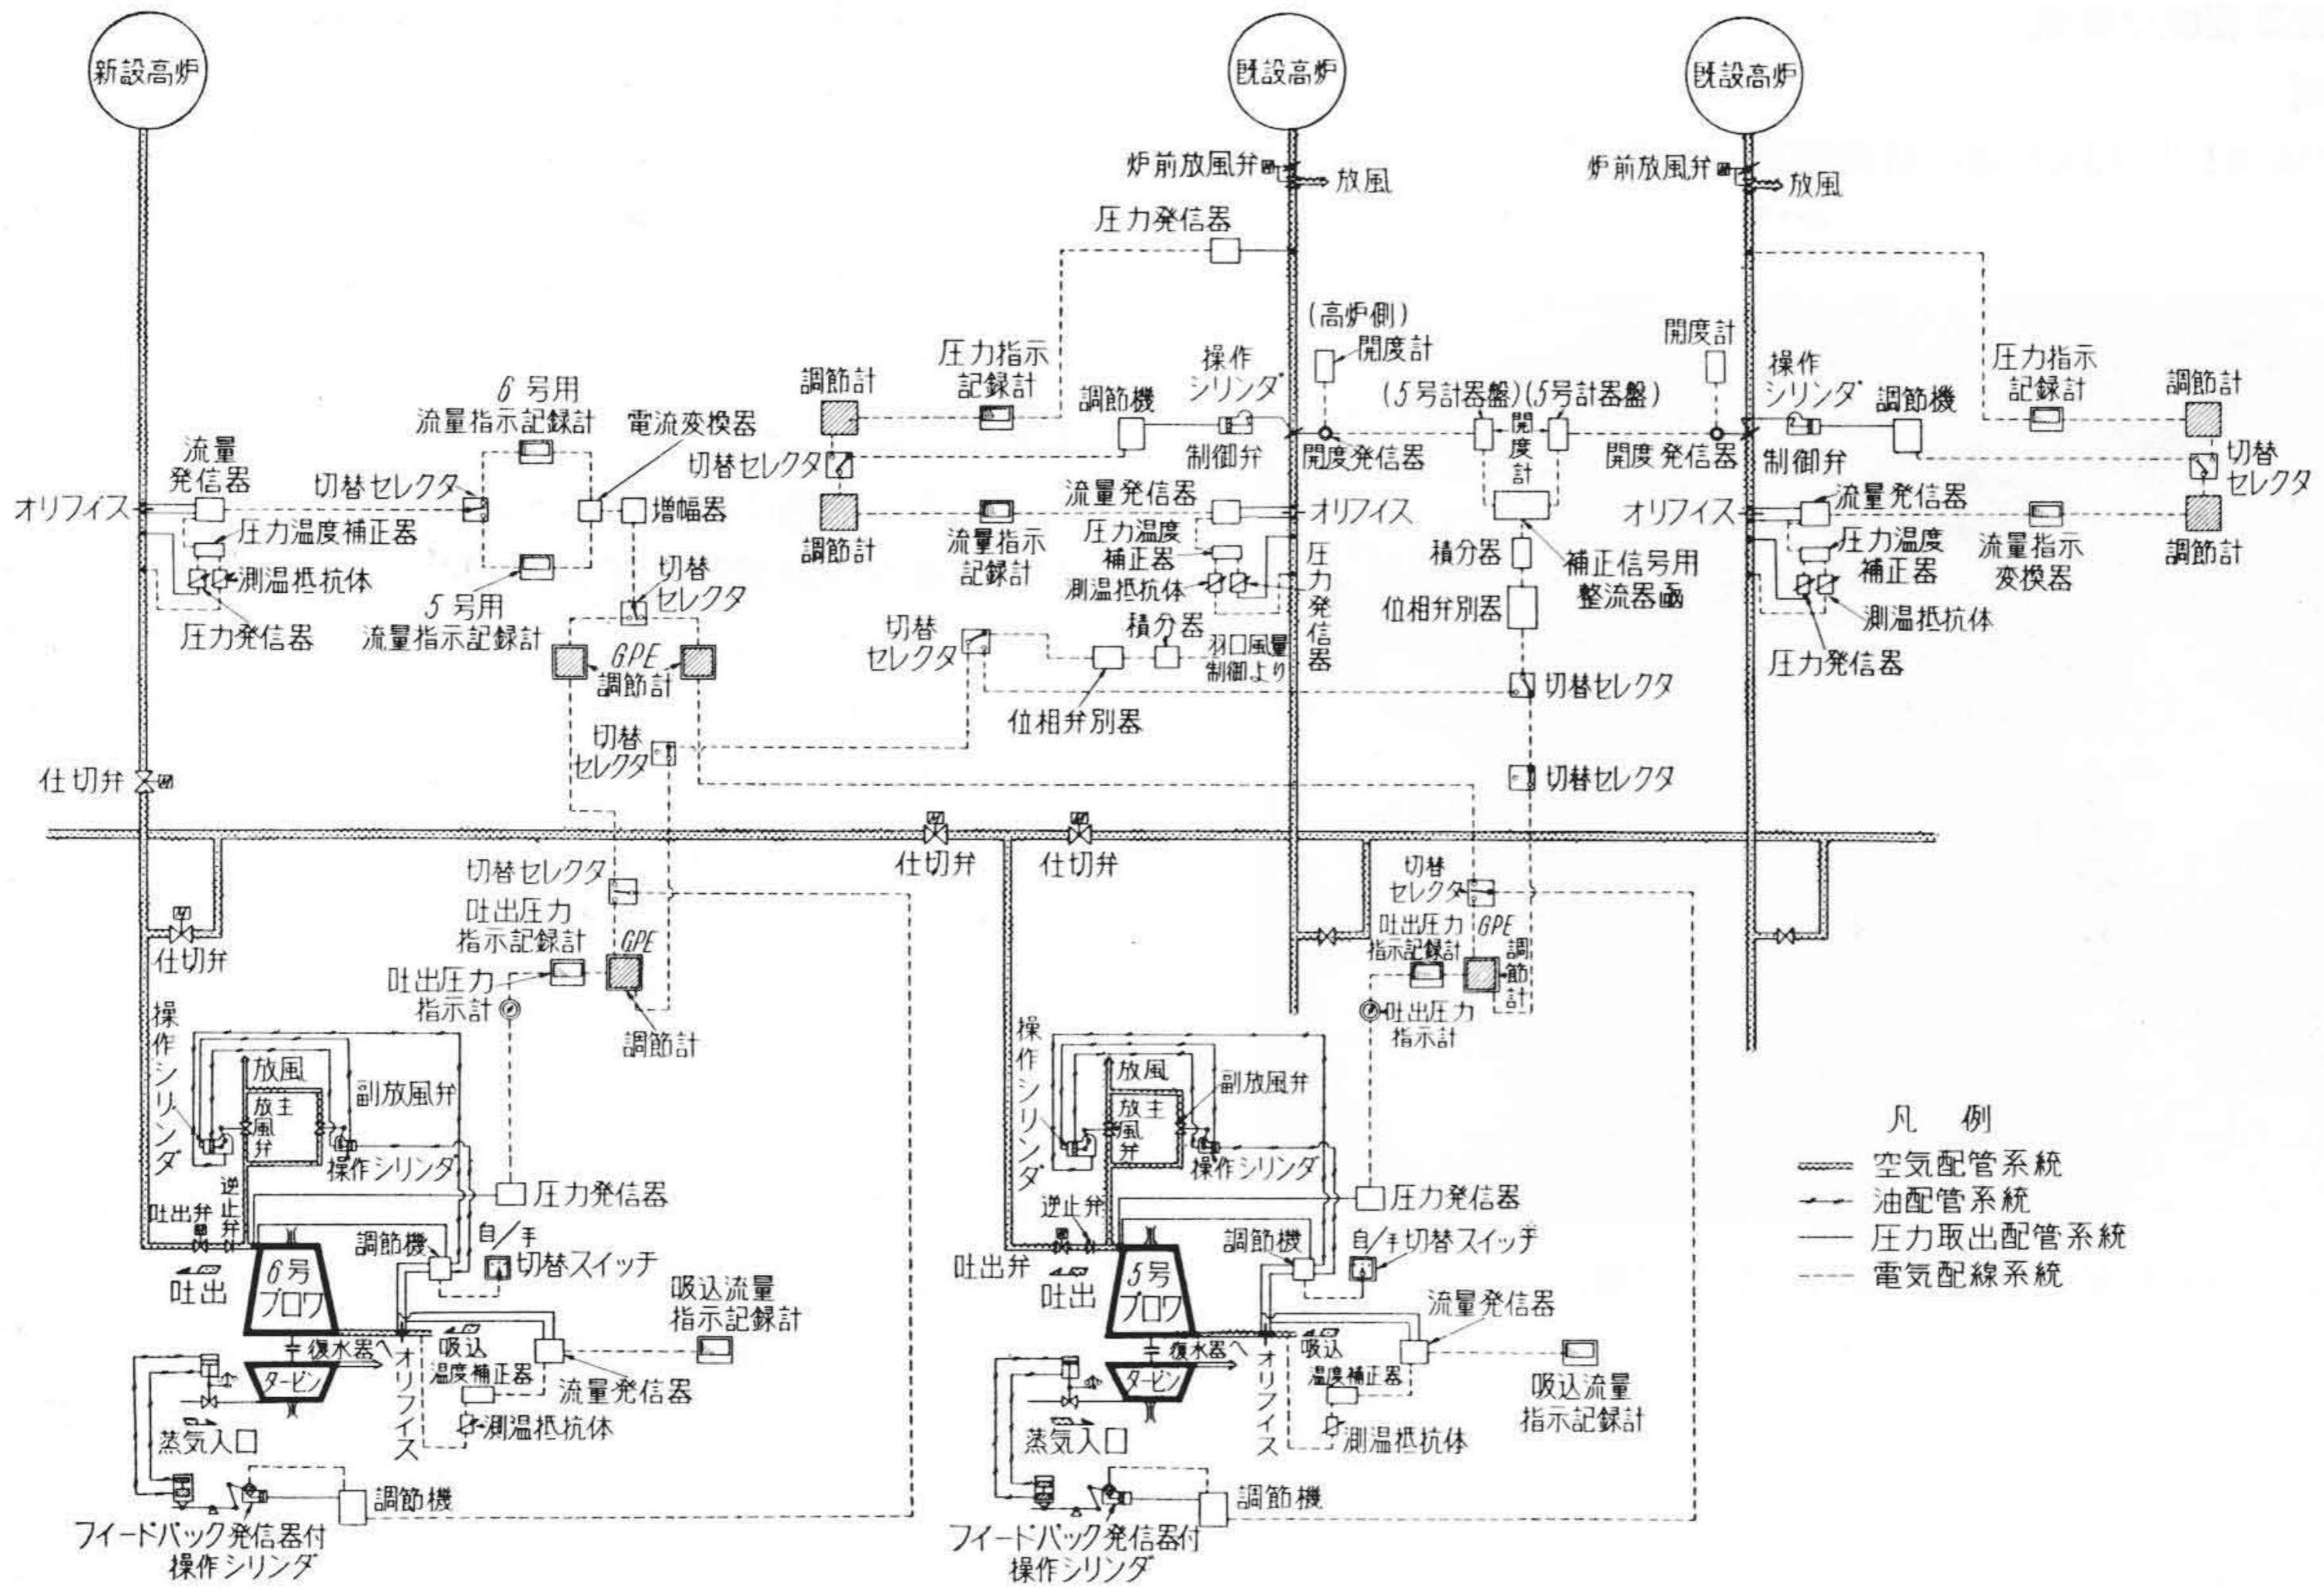 新設高炉
既設高炉
既設高炉
炉前放風弁
放風
炉前放風弁
放風
圧力発信器
(高炉側)
開度計
開度計
操作
シリンダ
操作
シリンダ
圧力指示
記録計
圧力指示
記録計
調節計
調節機
調節機
調節計
(5号計器盤)(5号計器盤)
開度計
6号用
流量指示記録計
電流変換器
切替セレクタ
制御弁
開度発信器
開度発信器
制御弁
切替
セレクタ
流量
発信器
切替セレクタ
オリフイス
増幅器
流量発信器
オリフイス
オリフイス
流量発信器
圧力温度補正器
調節計
流量指示
記録計
圧力温度
補正器
圧力発信器
積分器
補正信号用
整流器凾
圧力温度
補正器
流量指示
変換器
調節計
測温抵抗体
切替
セレクタ
測温抵抗体
位相弁別器
測温抵抗体
圧力発信器
5号用
流量指示記録計
GPE
調節計
切替
セレクタ
積分器
羽口風量
制御より
圧力発信器
位相弁別器
切替セレクタ
切替
セレクタ
切替セレクタ
仕切弁
仕切弁
仕切弁
切替セレクタ
切替
セレクタ
吐出圧力
指示記録計
GPE
吐出圧力
指示記録計
GPE
調節計
仕切弁
吐出圧力
指示計
吐出圧力
指示計
調節計
操作シリンダ
放風
主放風弁
副放風弁
操作シリンダ
操作シリンダ
放風
主放風弁
副放風弁
操作シリンダ
逆止弁
吐出弁
圧力発信器
逆止弁
吐出弁
圧力発信器
調節機
自/手
切替スイッチ
調節機
自/手切替スイッチ
吐出
6号
ブロワ
吐出
5号
ブロワ
吸込流量
指示記録計
流量発信器
復水器へ
オリフイス
吸込
温度補正器
流量発信器
復水器へ
オリフイス
吸込
温度補正器
吸込流量
指示記録計
タービン
測温抵抗体
タービン
測温抵抗体
蒸気入口
蒸気入口
調節機
調節機
フイードバック発信器付
操作シリンダ
フイードバック発信器付
操作シリンダ
凡 例
空気配管系統
油配管系統
圧力取出配管系統
電気配線系統